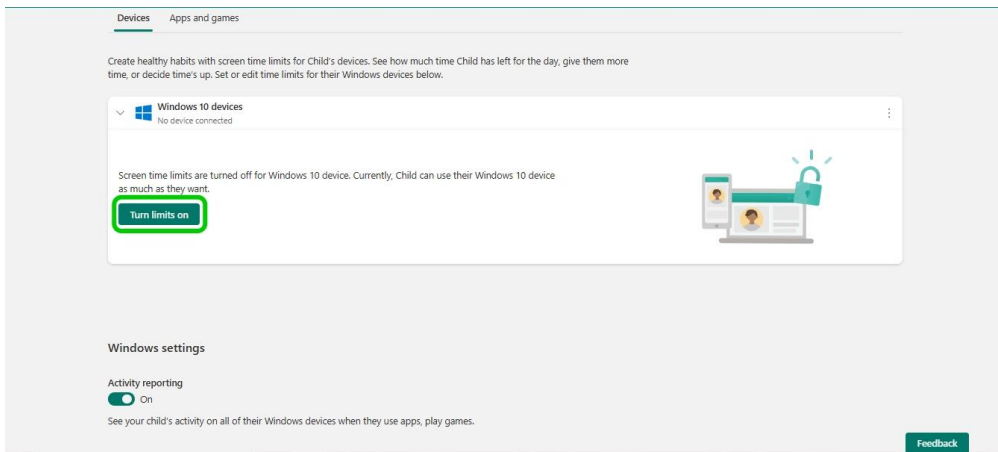 Devices Apps and games
Create healthy habits with screen time limits for Child's devices. See how much time Child has left for the day, give them more
time, or decide time's up. Set or edit time limits for their Windows devices below.
Windows 10 devices
No device connected
Screen time limits are turned off for Windows 10 device. Currently, Child can use their Windows 10 device
as much as they want.
Turn limits on
Windows settings
Activity reporting
On
See your child's activity on all of their Windows devices when they use apps, play games.
Feedback